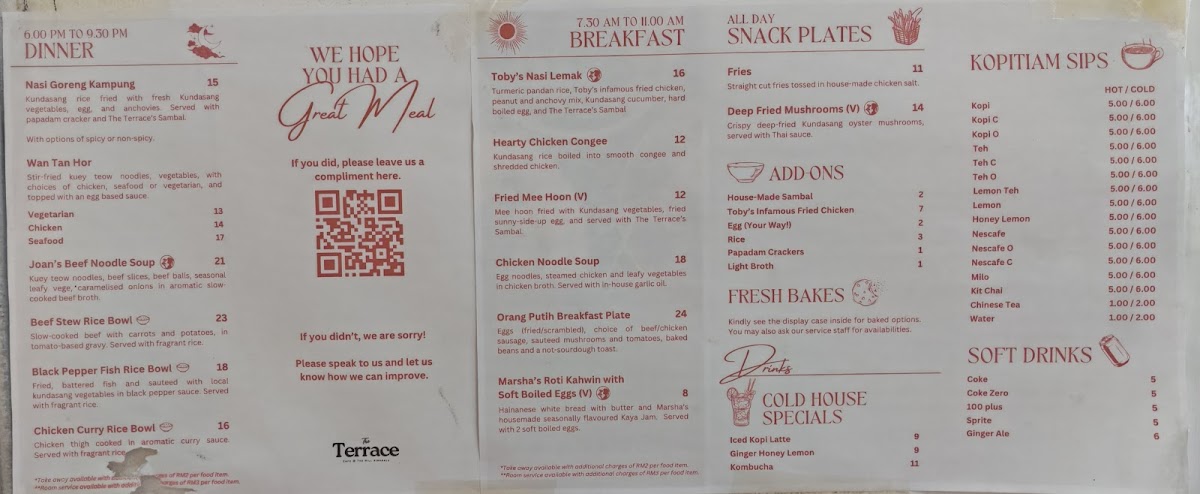 6.00 PM TO 9.30 PM
DINNER
Nasi Goreng Kampung 15
Kundasang rice fried with fresh Kundasang
vegetables, egg, and anchovies. Served with
papadam cracker and The Terrace's Sambal.
With options of spicy or non-spicy.
Wan Tan Hor
Stir-fried kuey teow noodles, vegetables, with
choices of chicken, seafood or vegetarian, and
topped with an egg based sauce.
Vegetarian 13
Chicken 14
Seafood 17
Joan's Beef Noodle Soup 21
Kuey teow noodles, beef slices, beef balls, seasonal
leafy vege, caramelised onions in aromatic slow-
cooked beef broth.
Beef Stew Rice Bowl 23
Slow-cooked beef with carrots and potatoes, in
tomato-based gravy. Served with fragrant rice.
Black Pepper Fish Rice Bowl 18
Fried, battered fish and sauteed with local
kundasang vegetables in black pepper sauce. Served
with fragrant rice.
Chicken Curry Rice Bowl 16
Chicken thigh cooked in aromatic curry sauce.
Served with fragrant rice.
*Take away available with of RM2 per food item.
**Room service available with charges of RM3 per food item.
WE HOPE
YOU HAD A
Great Meal
If you did, please leave us a
compliment here.
If you didn't, we are sorry!
Please speak to us and let us
know how we can improve.
The
Terrace
7.30 AM TO 11.00 AM
BREAKFAST
Toby's Nasi Lemak 16
Turmeric pandan rice, Toby's infamous fried chicken,
peanut and anchovy mix, Kundasang cucumber, hard
boiled egg, and The Terrace's Sambal.
Hearty Chicken Congee 12
Kundasang rice boiled into smooth congee and
shredded chicken.
Fried Mee Hoon (V) 12
Mee hoon fried with Kundasang vegetables, fried
sunny-side-up egg, and served with The Terrace's
Sambal.
Chicken Noodle Soup 18
Egg noodles, steamed chicken and leafy vegetables
in chicken broth. Served with in-house garlic oil.
Orang Putih Breakfast Plate 24
Eggs (fried/scrambled), choice of beef/chicken
sausage, sauteed mushrooms and tomatoes, baked
beans and a not-sourdough toast.
Marsha's Roti Kahwin with
Soft Boiled Eggs (V) 8
Hainanese white bread with butter and Marsha's
homemade seasonally flavoured Kaya Jam. Served
with 2 soft boiled eggs.
*Take away available with additional charges of RM2 per food item.
**Room service available with additional charges of RM3 per food item.
ALL DAY
SNACK PLATES
Fries 11
Straight cut fries tossed in house-made chicken salt.
Deep Fried Mushrooms (V) 14
Crispy deep-fried Kundasang oyster mushrooms,
served with Thai sauce.
ADD-ONS
House-Made Sambal 2
Toby's Infamous Fried Chicken 7
Egg (Your Way!) 2
Rice 3
Papadam Crackers 1
Light Broth 1
FRESH BAKES
Kindly see the display case inside for baked options.
You may also ask our service staff for availabilities.
Drinks
COLD HOUSE
SPECIALS
Iced Kopi Latte 9
Ginger Honey Lemon 9
Kombucha 11
KOPITIAM SIPS
HOT / COLD
Kopi 5.00 / 6.00
Kopi C 5.00 / 6.00
Kopi O 5.00 / 6.00
Teh 5.00 / 6.00
Teh C 5.00 / 6.00
Teh O 5.00 / 6.00
Lemon Teh 5.00 / 6.00
Lemon 5.00 / 6.00
Honey Lemon 5.00 / 6.00
Nescafe 5.00 / 6.00
Nescafe O 5.00 / 6.00
Nescafe C 5.00 / 6.00
Milo 5.00 / 6.00
Kit Chai 5.00 / 6.00
Chinese Tea 1.00 / 2.00
Water 1.00 / 2.00
SOFT DRINKS
Coke 5
Coke Zero 5
100 plus 5
Sprite 5
Ginger Ale 6